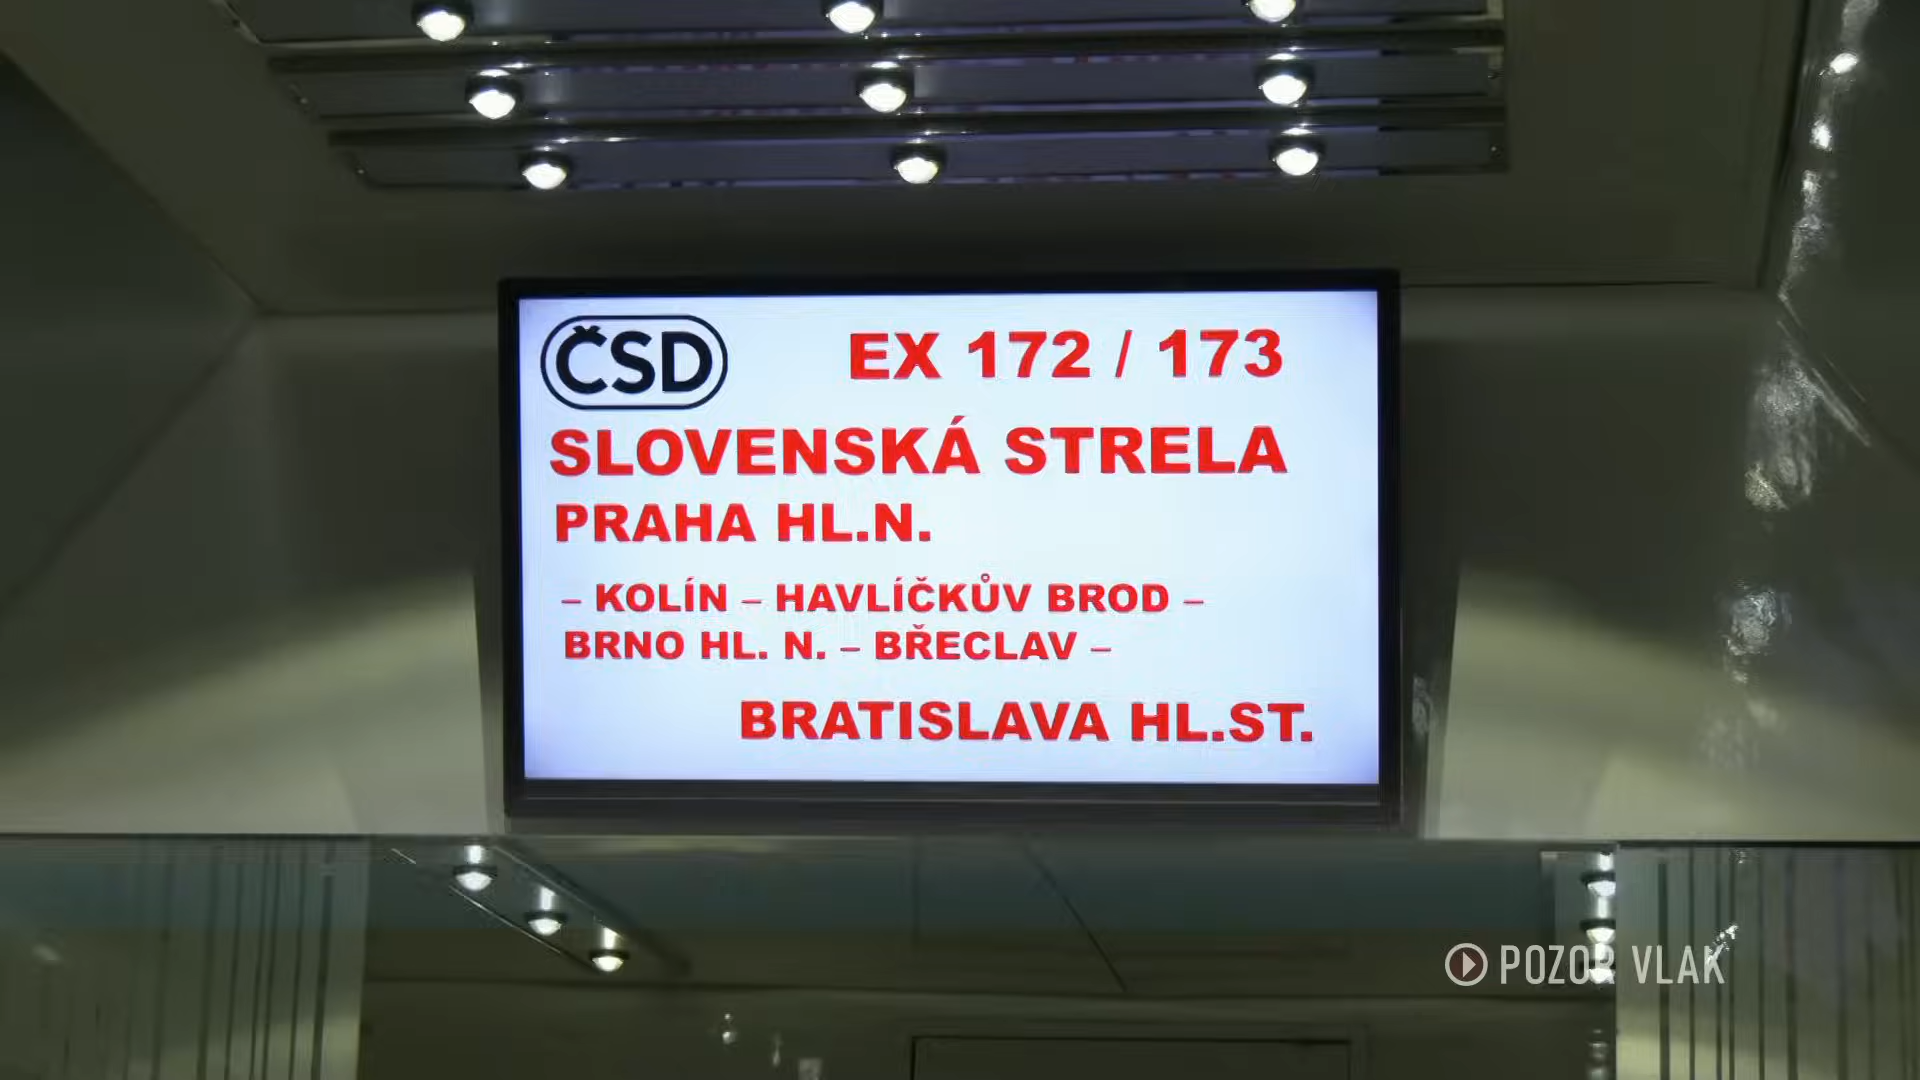 ČSD
EX 172 / 173
SLOVENSKÁ STRELA
PRAHA HL.N.
– KOLÍN – HAVLÍČKŮV BROD –
BRNO HL. N. – BŘECLAV –
BRATISLAVA HL.ST.
POZOR VLAK